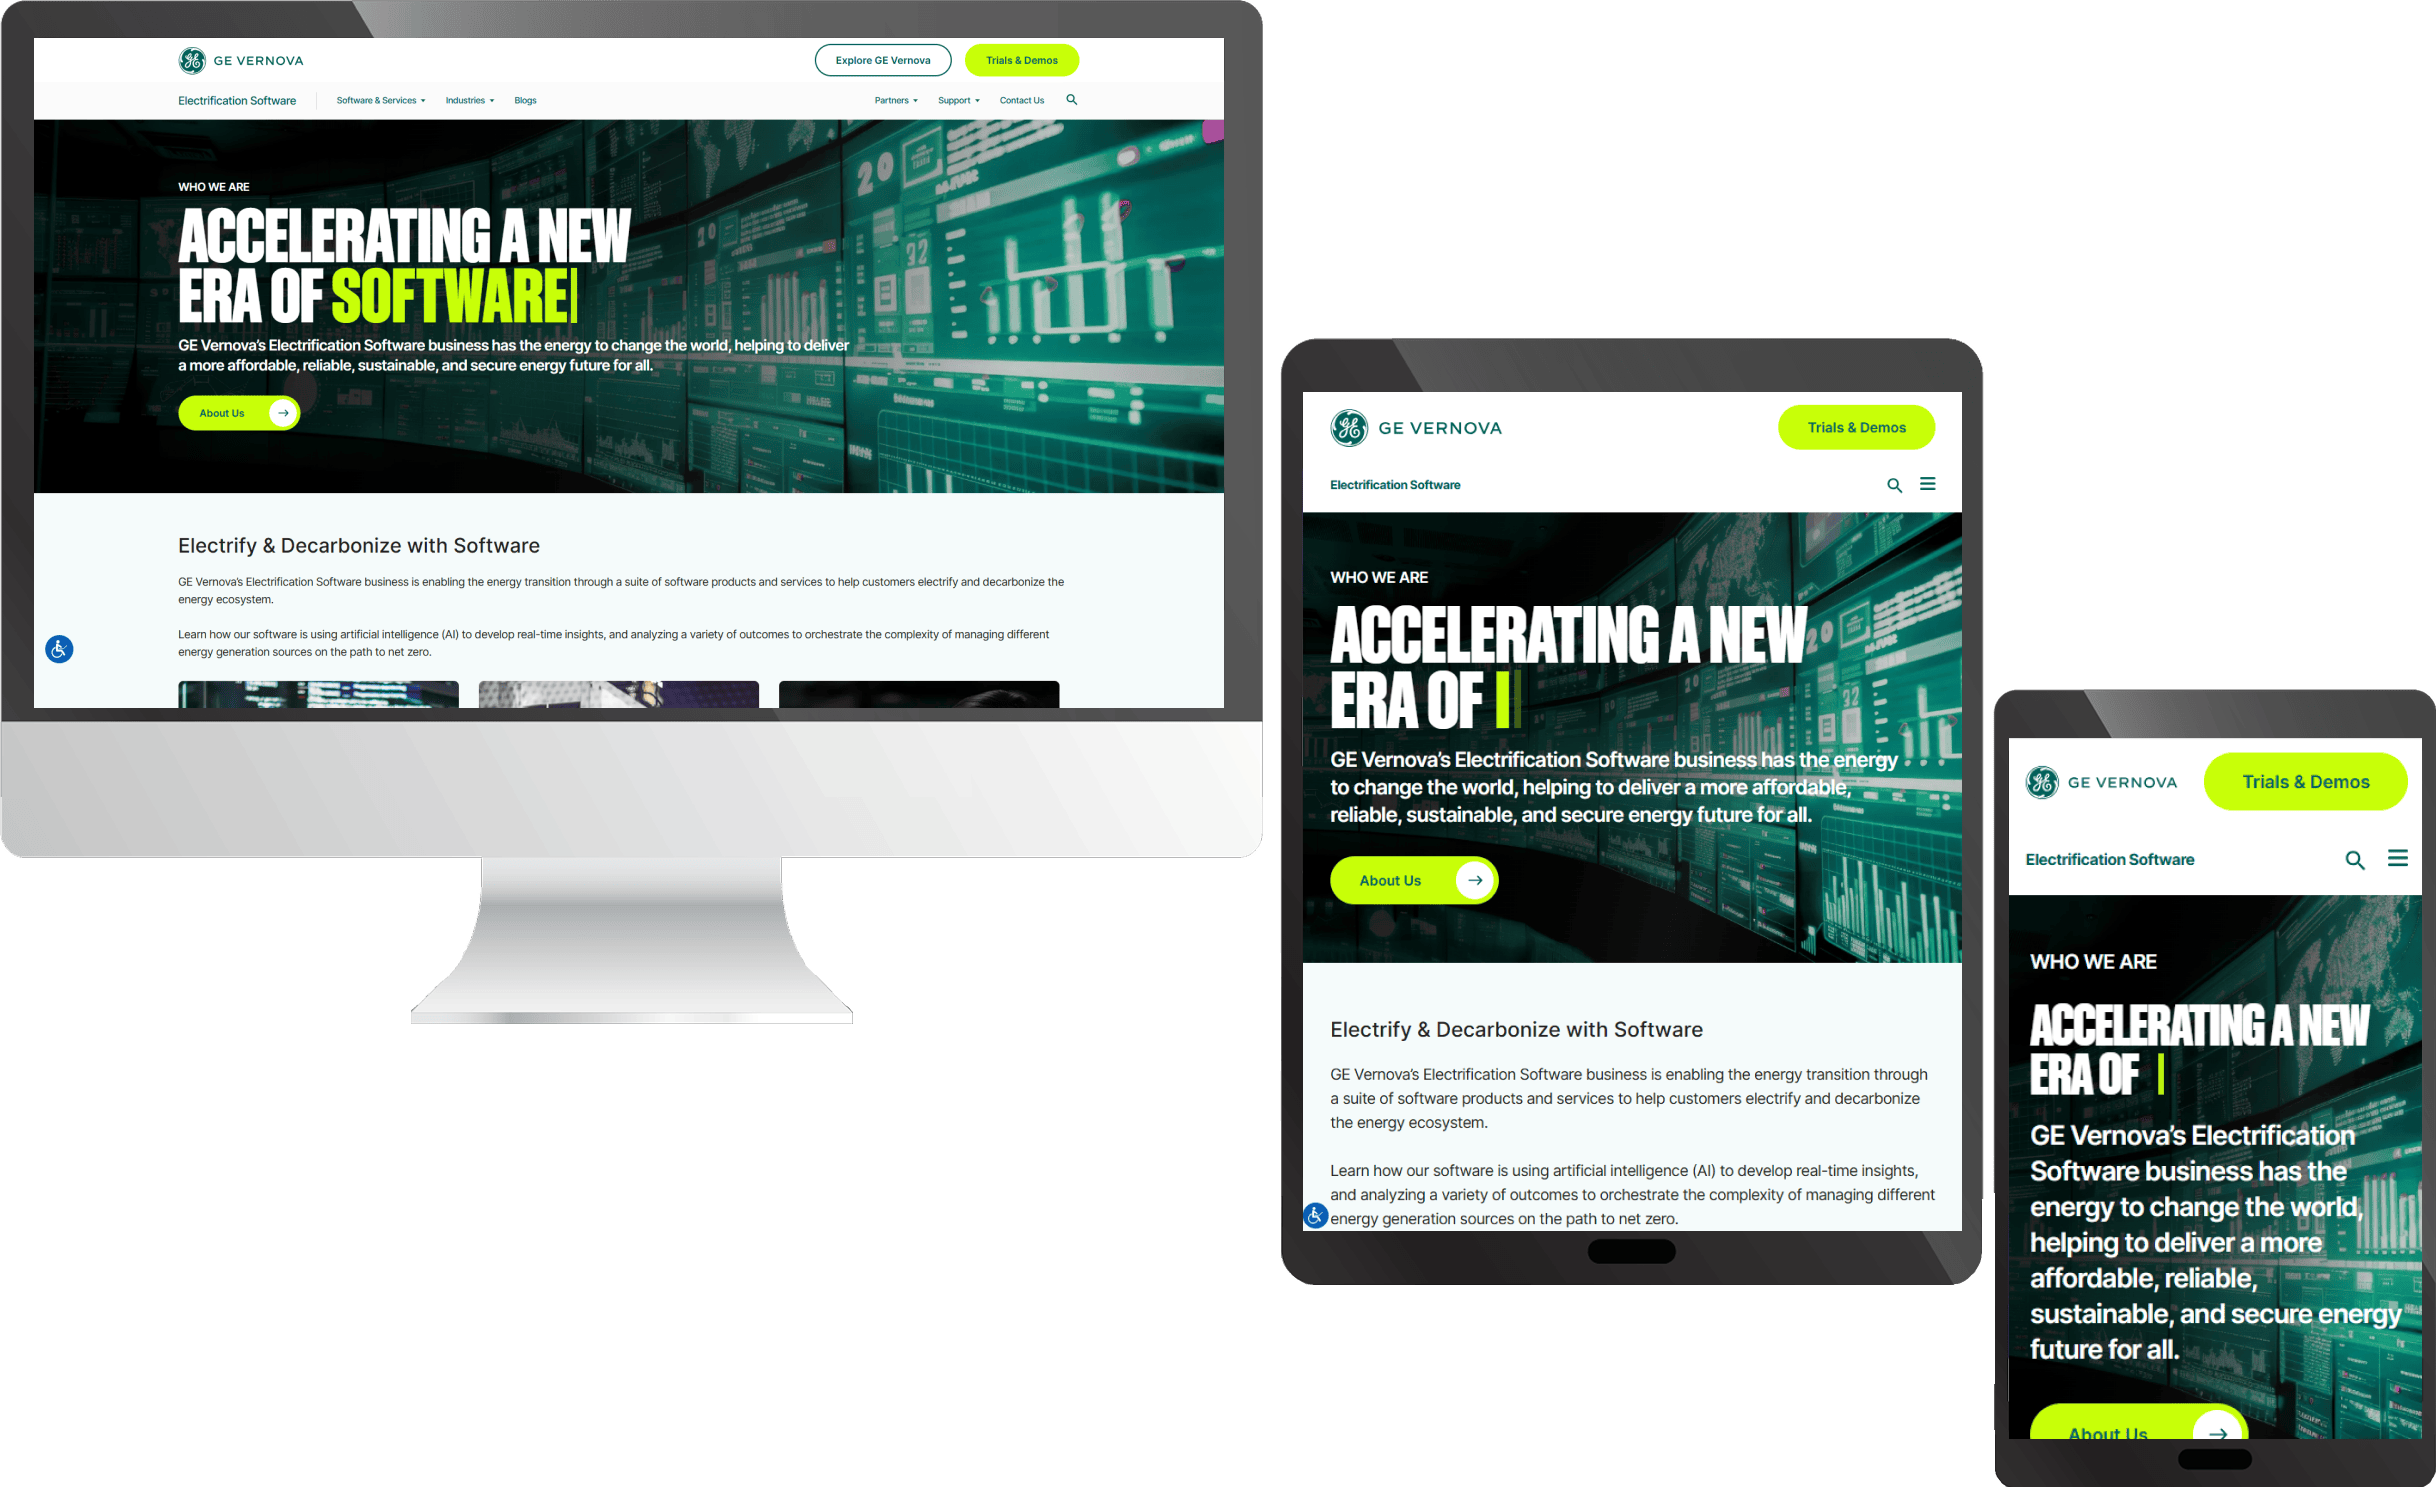 GE VERNOVA
Explore GE Vernova
Trials & Demos
Electrification Software
Software & Services
Industries
Blogs
Partners
Support
Contact Us
WHO WE ARE
ACCELERATING A NEW
ERA OF SOFTWARE
GE Vernova’s Electrification Software business has the energy to change the world, helping to deliver
a more affordable, reliable, sustainable, and secure energy future for all.
About Us
Electrify & Decarbonize with Software
GE Vernova’s Electrification Software business is enabling the energy transition through a suite of software products and services to help customers electrify and decarbonize the
energy ecosystem.
Learn how our software is using artificial intelligence (AI) to develop real-time insights, and analyzing a variety of outcomes to orchestrate the complexity of managing different
energy generation sources on the path to net zero.
GE VERNOVA
Trials & Demos
Electrification Software
WHO WE ARE
ACCELERATING A NEW
ERA OF
GE Vernova’s Electrification Software business has the energy
to change the world, helping to deliver a more affordable,
reliable, sustainable, and secure energy future for all.
About Us
Electrify & Decarbonize with Software
GE Vernova’s Electrification Software business is enabling the energy transition through
a suite of software products and services to help customers electrify and decarbonize
the energy ecosystem.
Learn how our software is using artificial intelligence (AI) to develop real-time insights,
and analyzing a variety of outcomes to orchestrate the complexity of managing different
energy generation sources on the path to net zero.
GE VERNOVA
Trials & Demos
Electrification Software
WHO WE ARE
ACCELERATING A NEW
ERA OF
GE Vernova’s Electrification
Software business has the
energy to change the world,
helping to deliver a more
affordable, reliable,
sustainable, and secure energy
future for all.
About Us